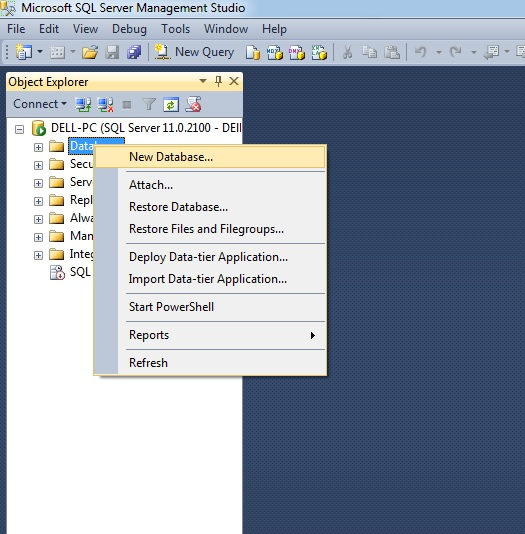 Microsoft SQL Server Management Studio
File Edit View Debug Tools Window Help
New Query
Object Explorer
Connect
DELL-PC (SQL Server 11.0.2100 - DEll
Data
New Database...
Secu
Attach...
Serve
Restore Database...
Repl
Restore Files and Filegroups...
Alwa
Man
Deploy Data-tier Application...
Integ
Import Data-tier Application...
SQL
Start PowerShell
Reports
Refresh